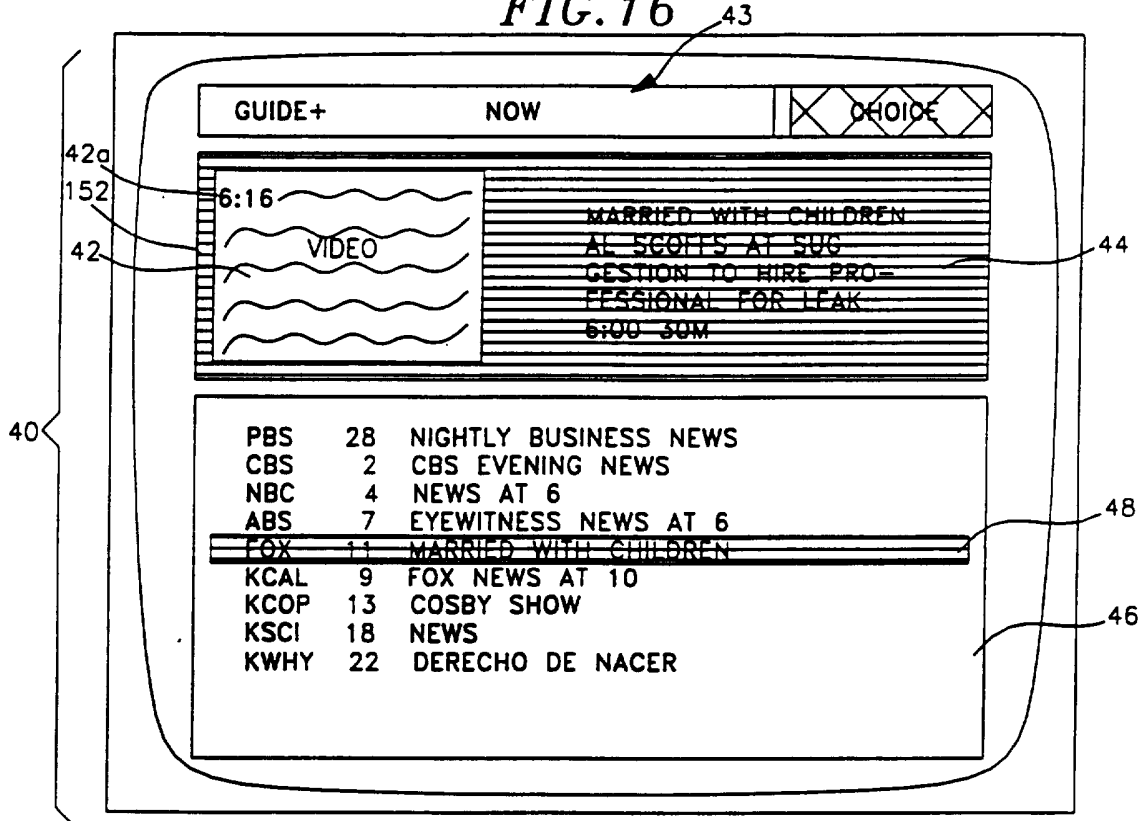 FIG. 16
43
GUIDE+ NOW CHOICE
42a
152
42
6:16
VIDEO
MARRIED WITH CHILDREN
AL SCOFFS AT SUG
GESTION TO HIRE PRO-
FESSIONAL FOR LEAK
6:00 30M
44
40
PBS 28 NIGHTLY BUSINESS NEWS
CBS 2 CBS EVENING NEWS
NBC 4 NEWS AT 6
ABS 7 EYEWITNESS NEWS AT 6
FOX 11 MARRIED WITH CHILDREN
48
KCAL 9 FOX NEWS AT 10
KCOP 13 COSBY SHOW
KSCI 18 NEWS
46
KWHY 22 DERECHO DE NACER